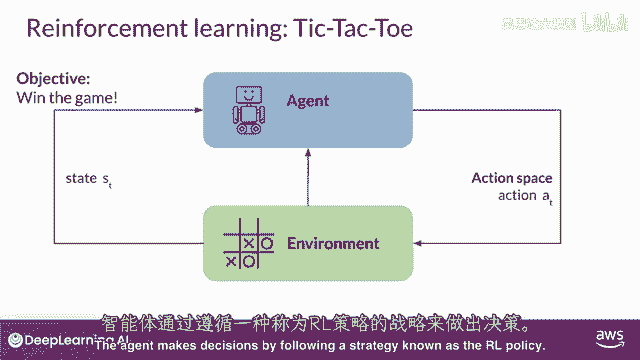 Reinforcement learning: Tic-Tac-Toe
Objective:
Win the game!
Agent
state s_t
Action space
action a_t
Environment
智能体通过遵循一种称为RL策略的战略来做出决策。
The agent makes decisions by following a strategy known as the RL policy.
DeepLearning.AI
aws